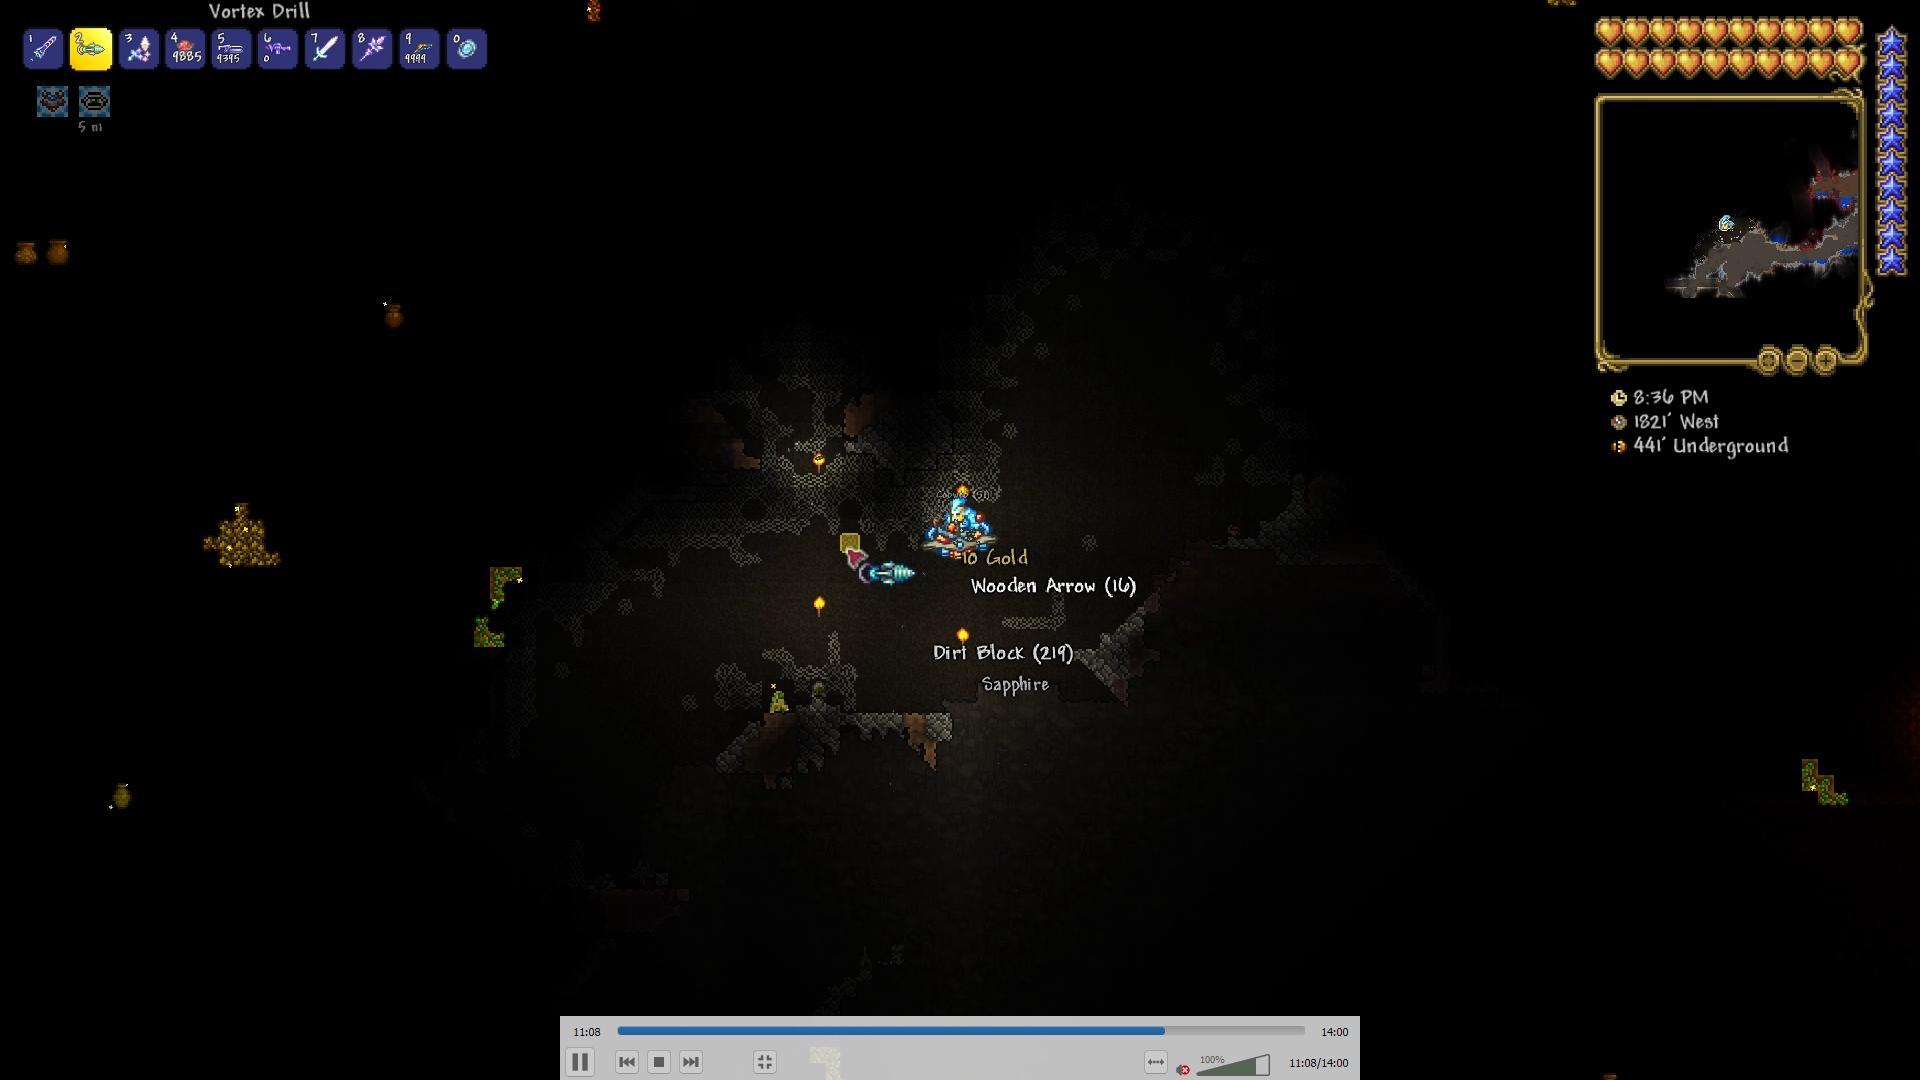 Vortex Drill
1 2 3 4 5 6 7 8 9 0
9885 9395 0 9999
5 m
8:36 PM
1821' West
441' Underground
10 Gold
Wooden Arrow (16)
Dirt Block (219)
Sapphire
11:08 14:00
100%
11:08/14:00